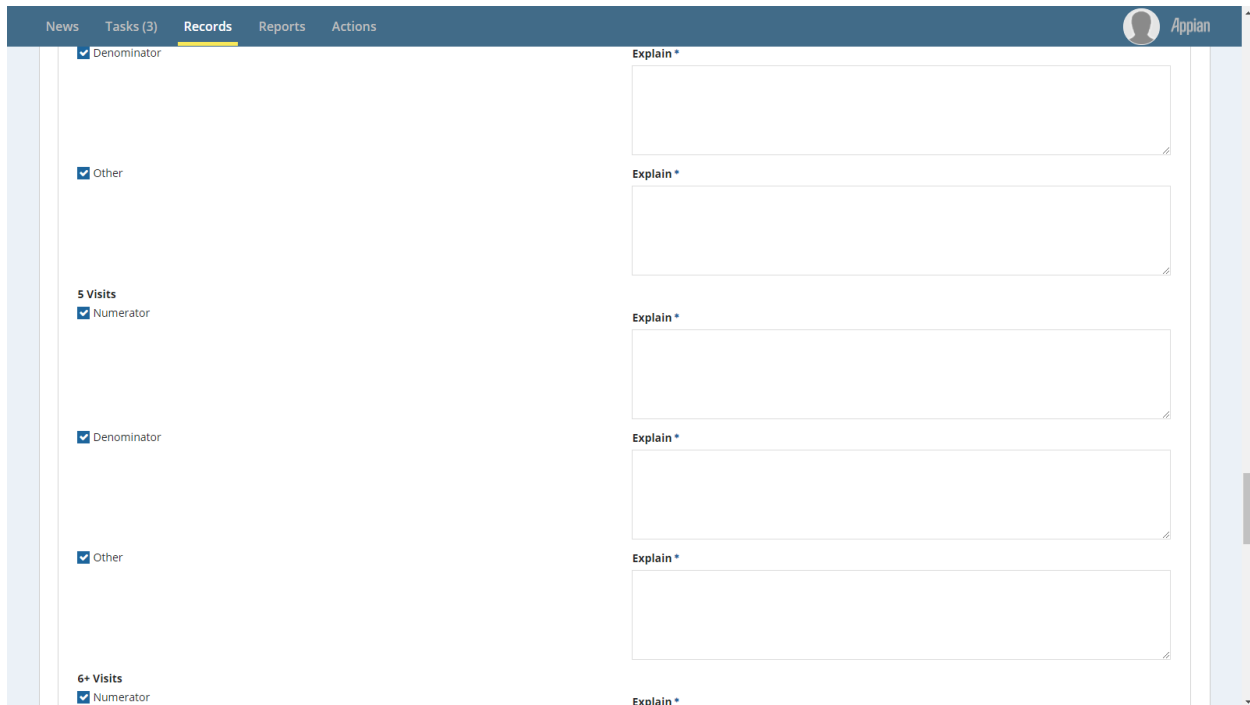 News Tasks (3) Records Reports Actions Appian
Denominator Explain *
Other Explain *
5 Visits
Numerator Explain *
Denominator Explain *
Other Explain *
6+ Visits
Numerator Explain *